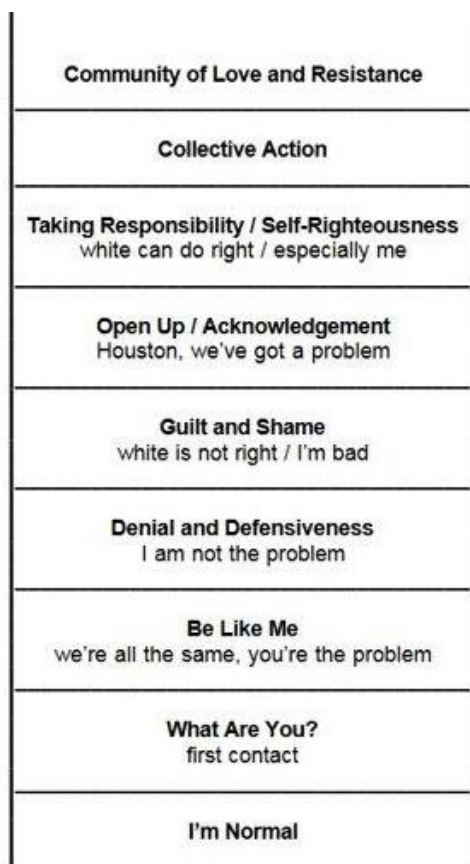 Community of Love and Resistance
Collective Action
Taking Responsibility / Self-Righteousness
white can do right / especially me
Open Up / Acknowledgement
Houston, we've got a problem
Guilt and Shame
white is not right / I'm bad
Denial and Defensiveness
I am not the problem
Be Like Me
we're all the same, you're the problem
What Are You?
first contact
I'm Normal